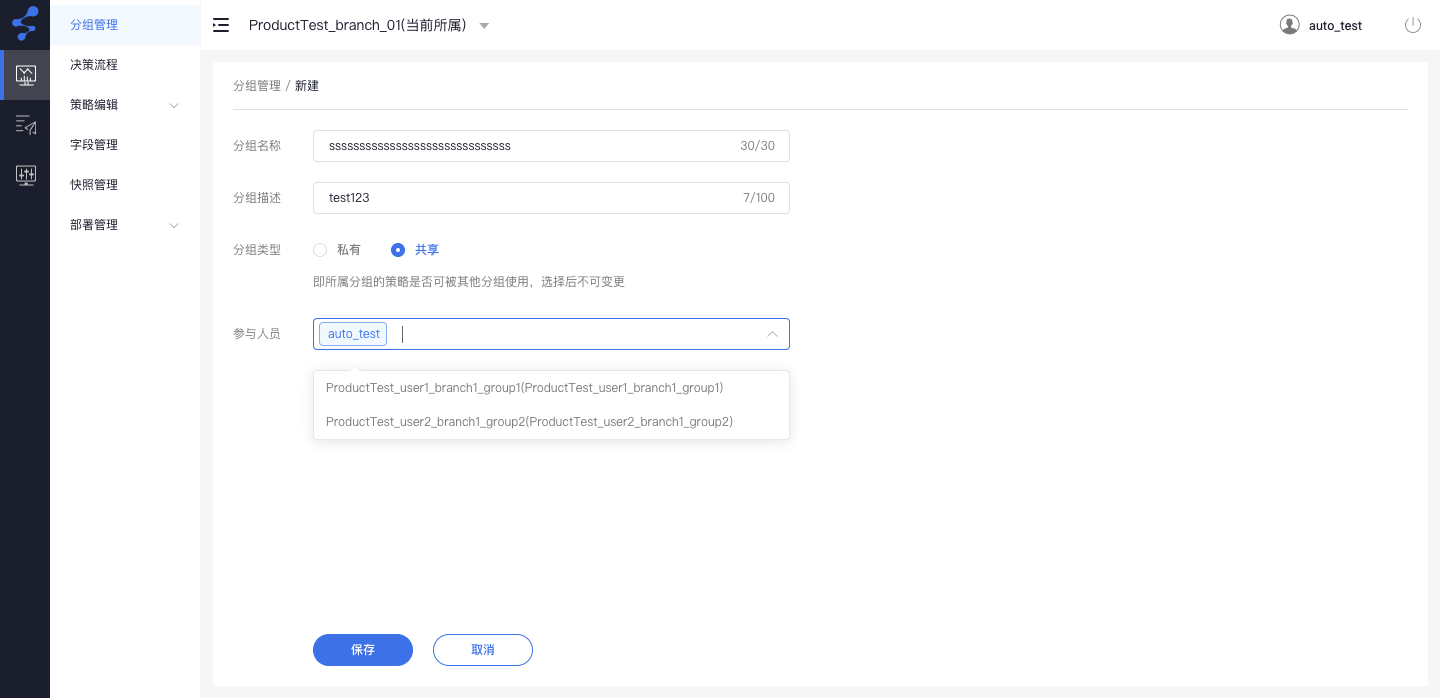 ProductTest_branch_01(当前所属)
auto_test
分组管理
决策流程
策略编辑
字段管理
快照管理
部署管理
分组管理 / 新建
分组名称
ssssssssssssssssssssssssssssss
30/30
分组描述
test123
7/100
分组类型
私有
共享
即所属分组的策略是否可被其他分组使用，选择后不可变更
参与人员
auto_test
ProductTest_user1_branch1_group1(ProductTest_user1_branch1_group1)
ProductTest_user2_branch1_group2(ProductTest_user2_branch1_group2)
保存
取消